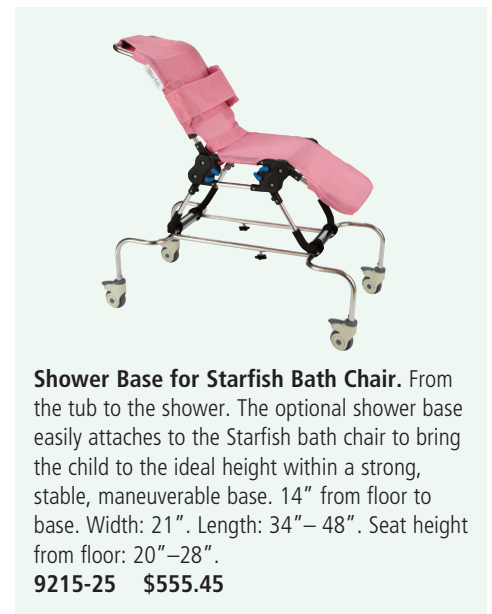 Shower Base for Starfish Bath Chair. From
the tub to the shower. The optional shower base
easily attaches to the Starfish bath chair to bring
the child to the ideal height within a strong,
stable, maneuverable base. 14” from floor to
base. Width: 21”. Length: 34”– 48”. Seat height
from floor: 20”–28”.
9215-25 $555.45